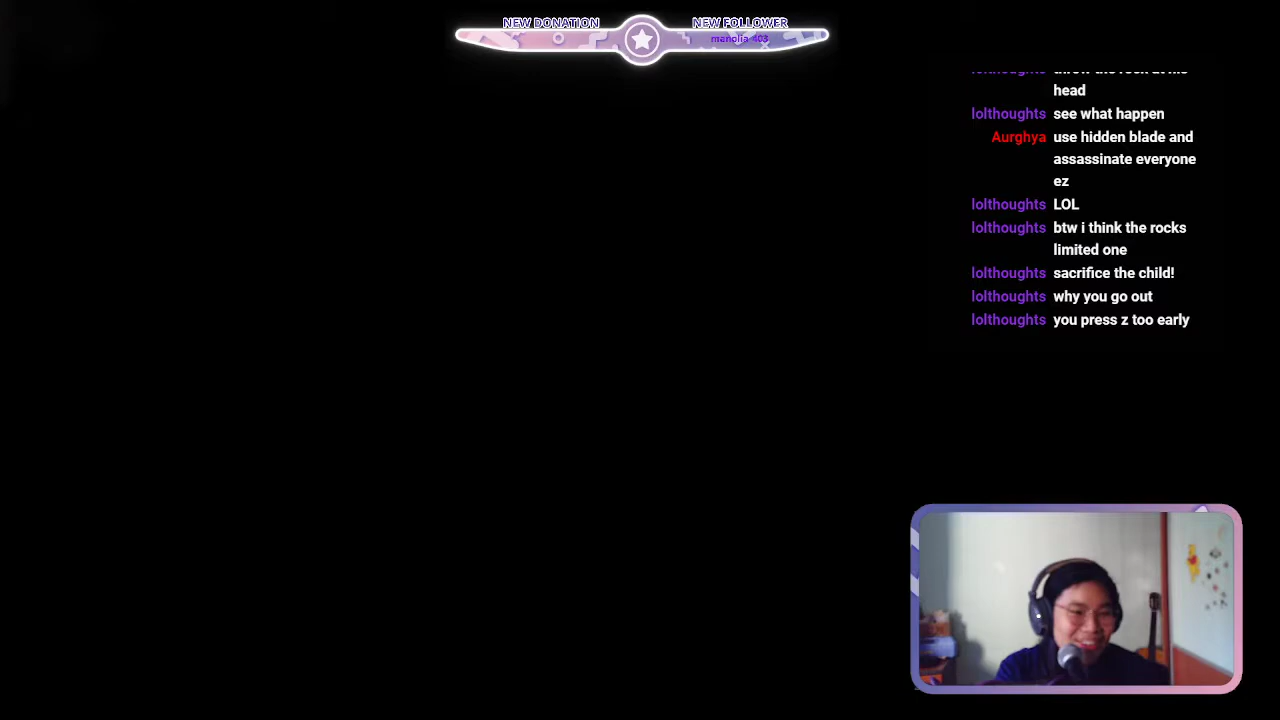 NEW DONATION
NEW FOLLOWER
manolia_403
head
lolthoughts see what happen
Aurghya use hidden blade and
assassinate everyone
ez
lolthoughts LOL
lolthoughts btw i think the rocks
limited one
lolthoughts sacrifice the child!
lolthoughts why you go out
lolthoughts you press z too early